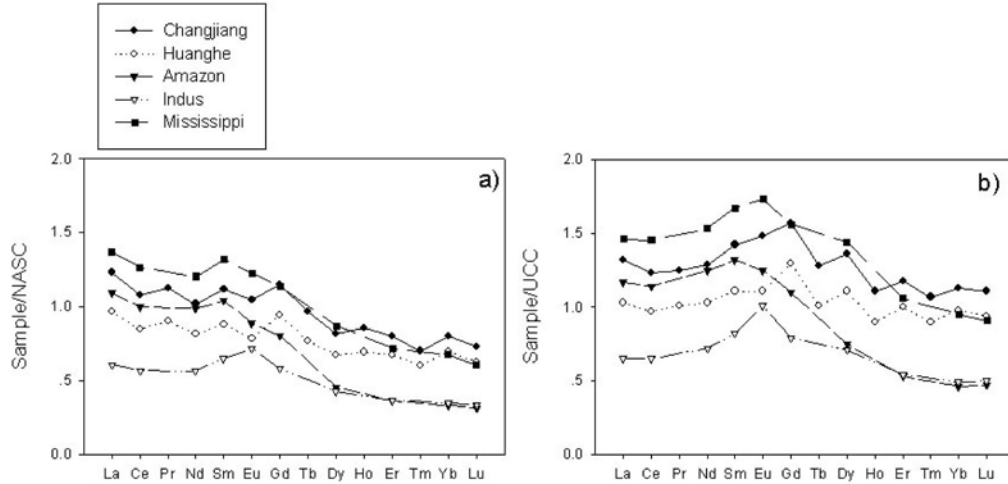 Changjiang
Huanghe
Amazon
Indus
Mississippi
a)
Sample/NASC
2.0
1.5
1.0
.5
0.0
La Ce Pr Nd Sm Eu Gd Tb Dy Ho Er Tm Yb Lu
b)
Sample/UCC
2.0
1.5
1.0
.5
0.0
La Ce Pr Nd Sm Eu Gd Tb Dy Ho Er Tm Yb Lu